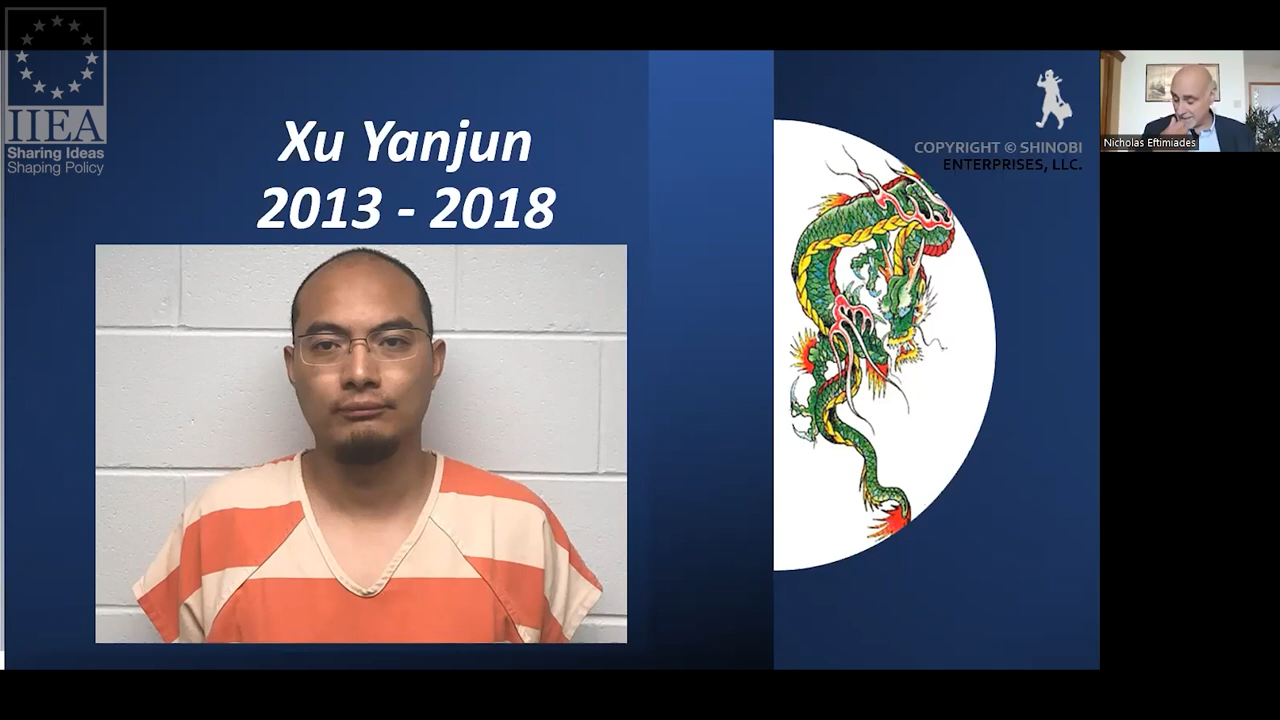 IIEA
Sharing Ideas
Shaping Policy
Xu Yanjun
2013 - 2018
COPYRIGHT © SHINOBI
ENTERPRISES, LLC.
Nicholas Eftimiades